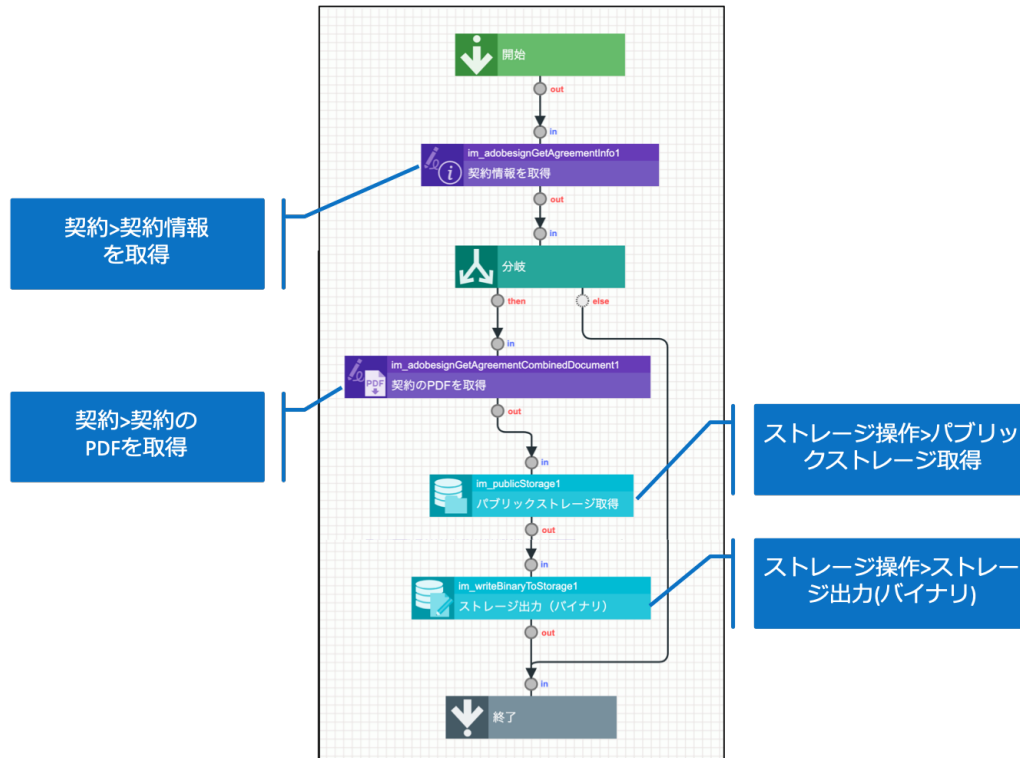 開始
out
in
im_adobesignGetAgreementInfo1
契約情報を取得
out
in
契約>契約情報
を取得
分岐
then
else
in
im_adobesignGetAgreementCombinedDocument1
PDF
契約のPDFを取得
out
契約>契約の
PDFを取得
in
im_publicStorage1
パブリックストレージ取得
out
ストレージ操作>パブリッ
クストレージ取得
in
im_writeBinaryToStorage1
ストレージ出力（バイナリ）
out
ストレージ操作>ストレー
ジ出力(バイナリ)
in
終了